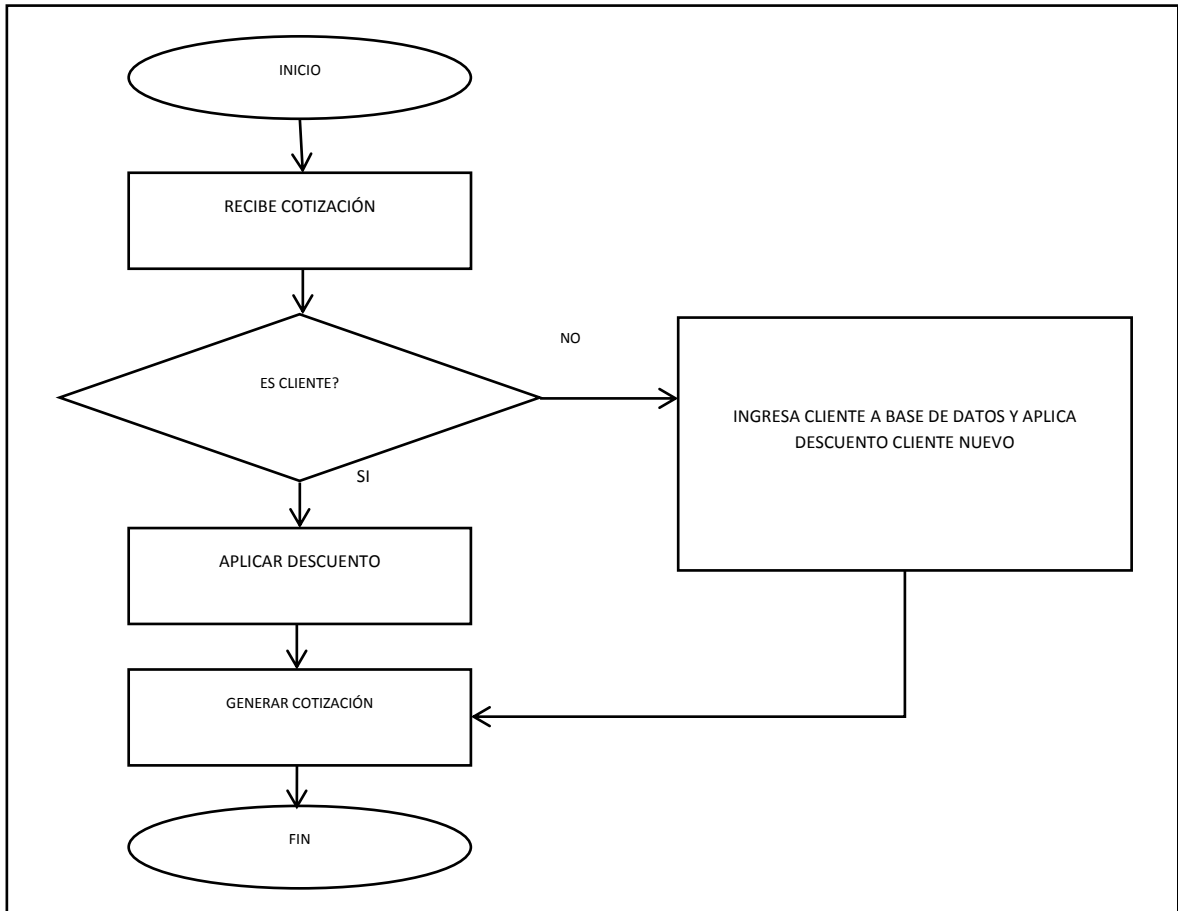 INICIO
RECIBE COTIZACIÓN
ES CLIENTE?
NO
INGRESA CLIENTE A BASE DE DATOS Y APLICA
DESCUENTO CLIENTE NUEVO
SI
APLICAR DESCUENTO
GENERAR COTIZACIÓN
FIN